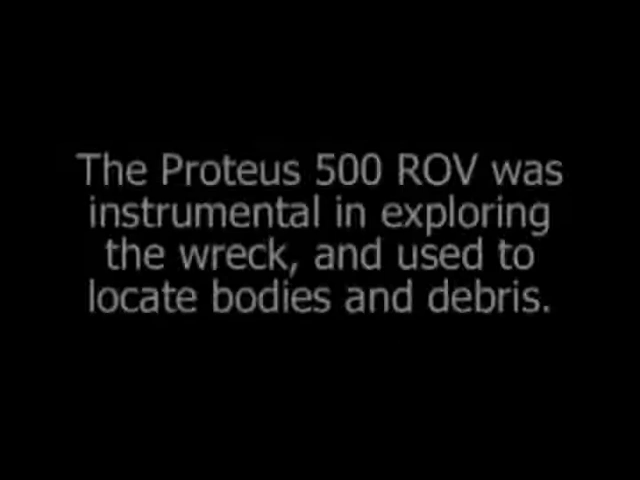 The Proteus 500 ROV was
instrumental in exploring
the wreck, and used to
locate bodies and debris.